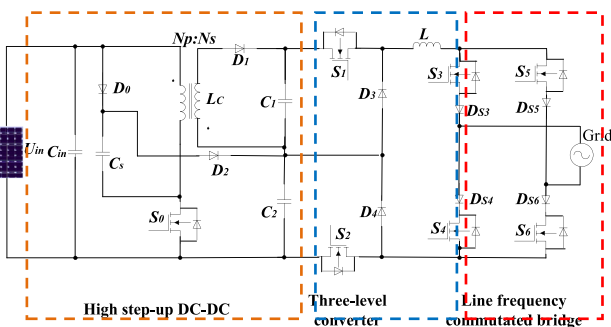 Np:Ns
D1
L
S1
S3
S5
D0
LC
C1
D3
DS3
DS5
Uin
Cin
Grid
CS
D2
S0
C2
S2
D4
DS4
DS6
S4
S6
High step-up DC-DC
Three-level
converter
Line frequency
commutated bridge